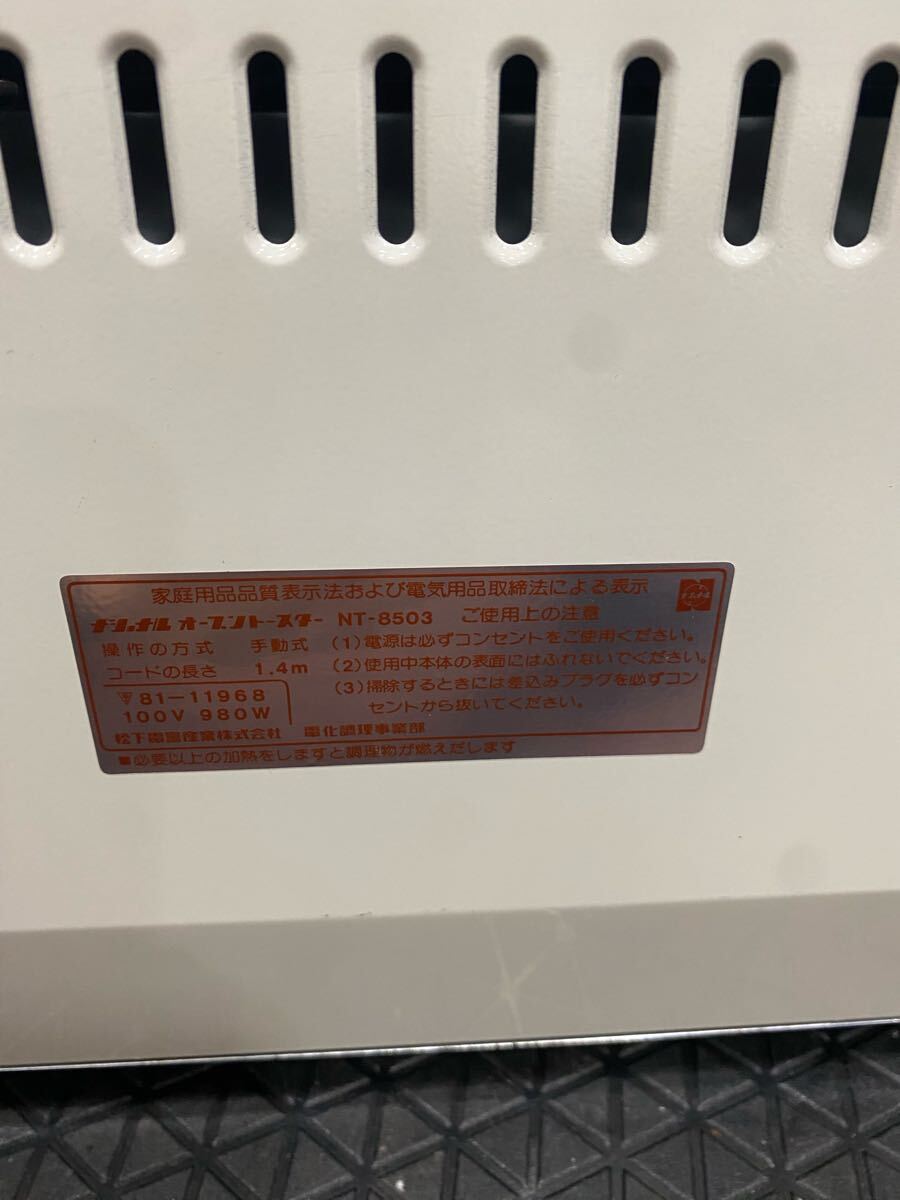 家庭用品品質表示法および電気用品取締法による表示
ナショナル
ナショナル オーブントースター NT-8503 ご使用上の注意
操作の方式 手動式
コードの長さ 1.4m
〒81-11968
100V 980W
(1)電源は必ずコンセントをご使用ください。
(2)使用中本体の表面にはふれないでください。
(3)掃除するときには差込みプラグを必ずコン
セントから抜いてください。
松下電器産業株式会社 電化調理事業部
■必要以上の加熱をしますと調理物が燃えだします